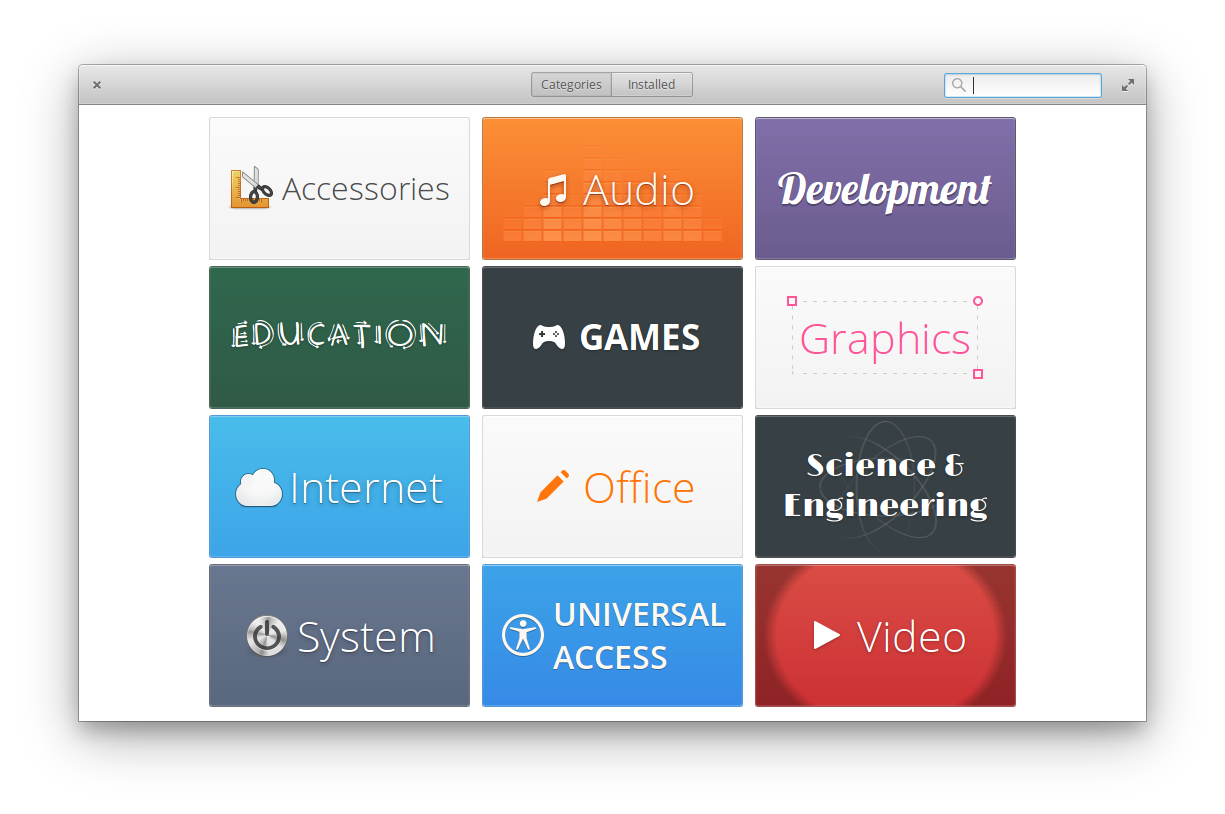 Categories Installed
Accessories
Audio
Development
EDUCATION
GAMES
Graphics
Internet
Office
Science &
Engineering
System
UNIVERSAL
ACCESS
Video